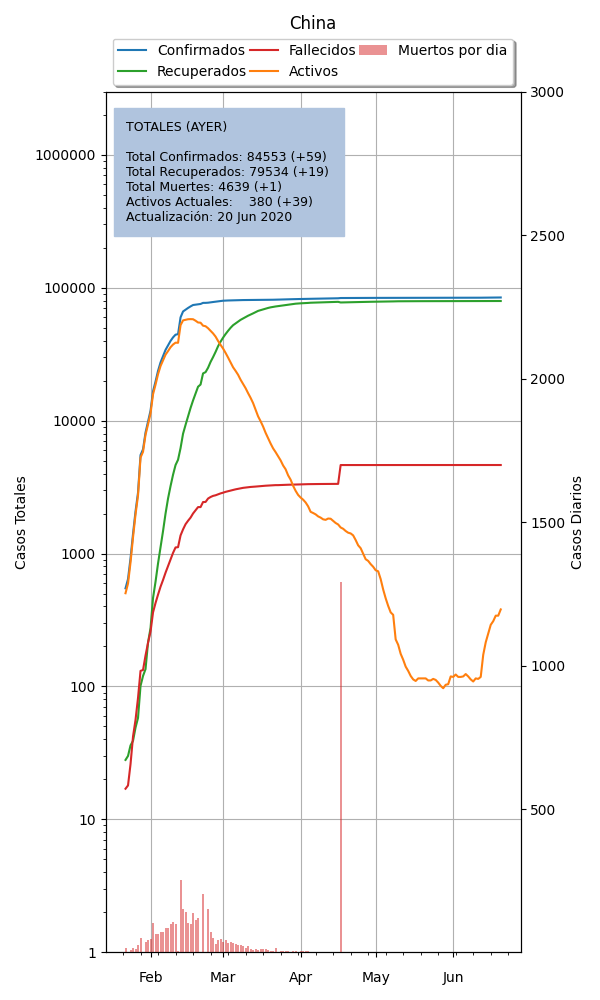 China
Confirmados
Recuperados
Fallecidos
Activos
Muertos por dia
TOTALES (AYER)
Total Confirmados: 84553 (+59)
Total Recuperados: 79534 (+19)
Total Muertes: 4639 (+1)
Activos Actuales:    380 (+39)
Actualización: 20 Jun 2020
Casos Totales
1000000
100000
10000
1000
100
10
1
3000
2500
2000
1500
1000
500
Casos Diarios
Feb
Mar
Apr
May
Jun